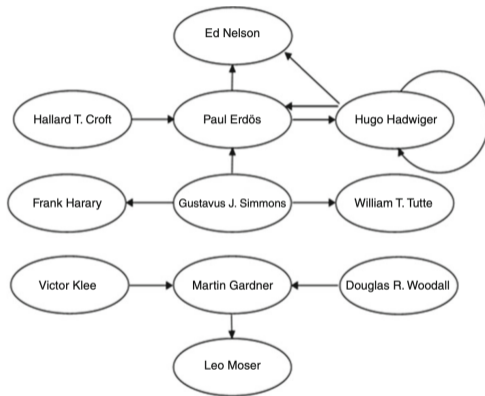 Ed Nelson
Hallard T. Croft
Paul Erdös
Hugo Hadwiger
Frank Harary
Gustavus J. Simmons
William T. Tutte
Victor Klee
Martin Gardner
Douglas R. Woodall
Leo Moser